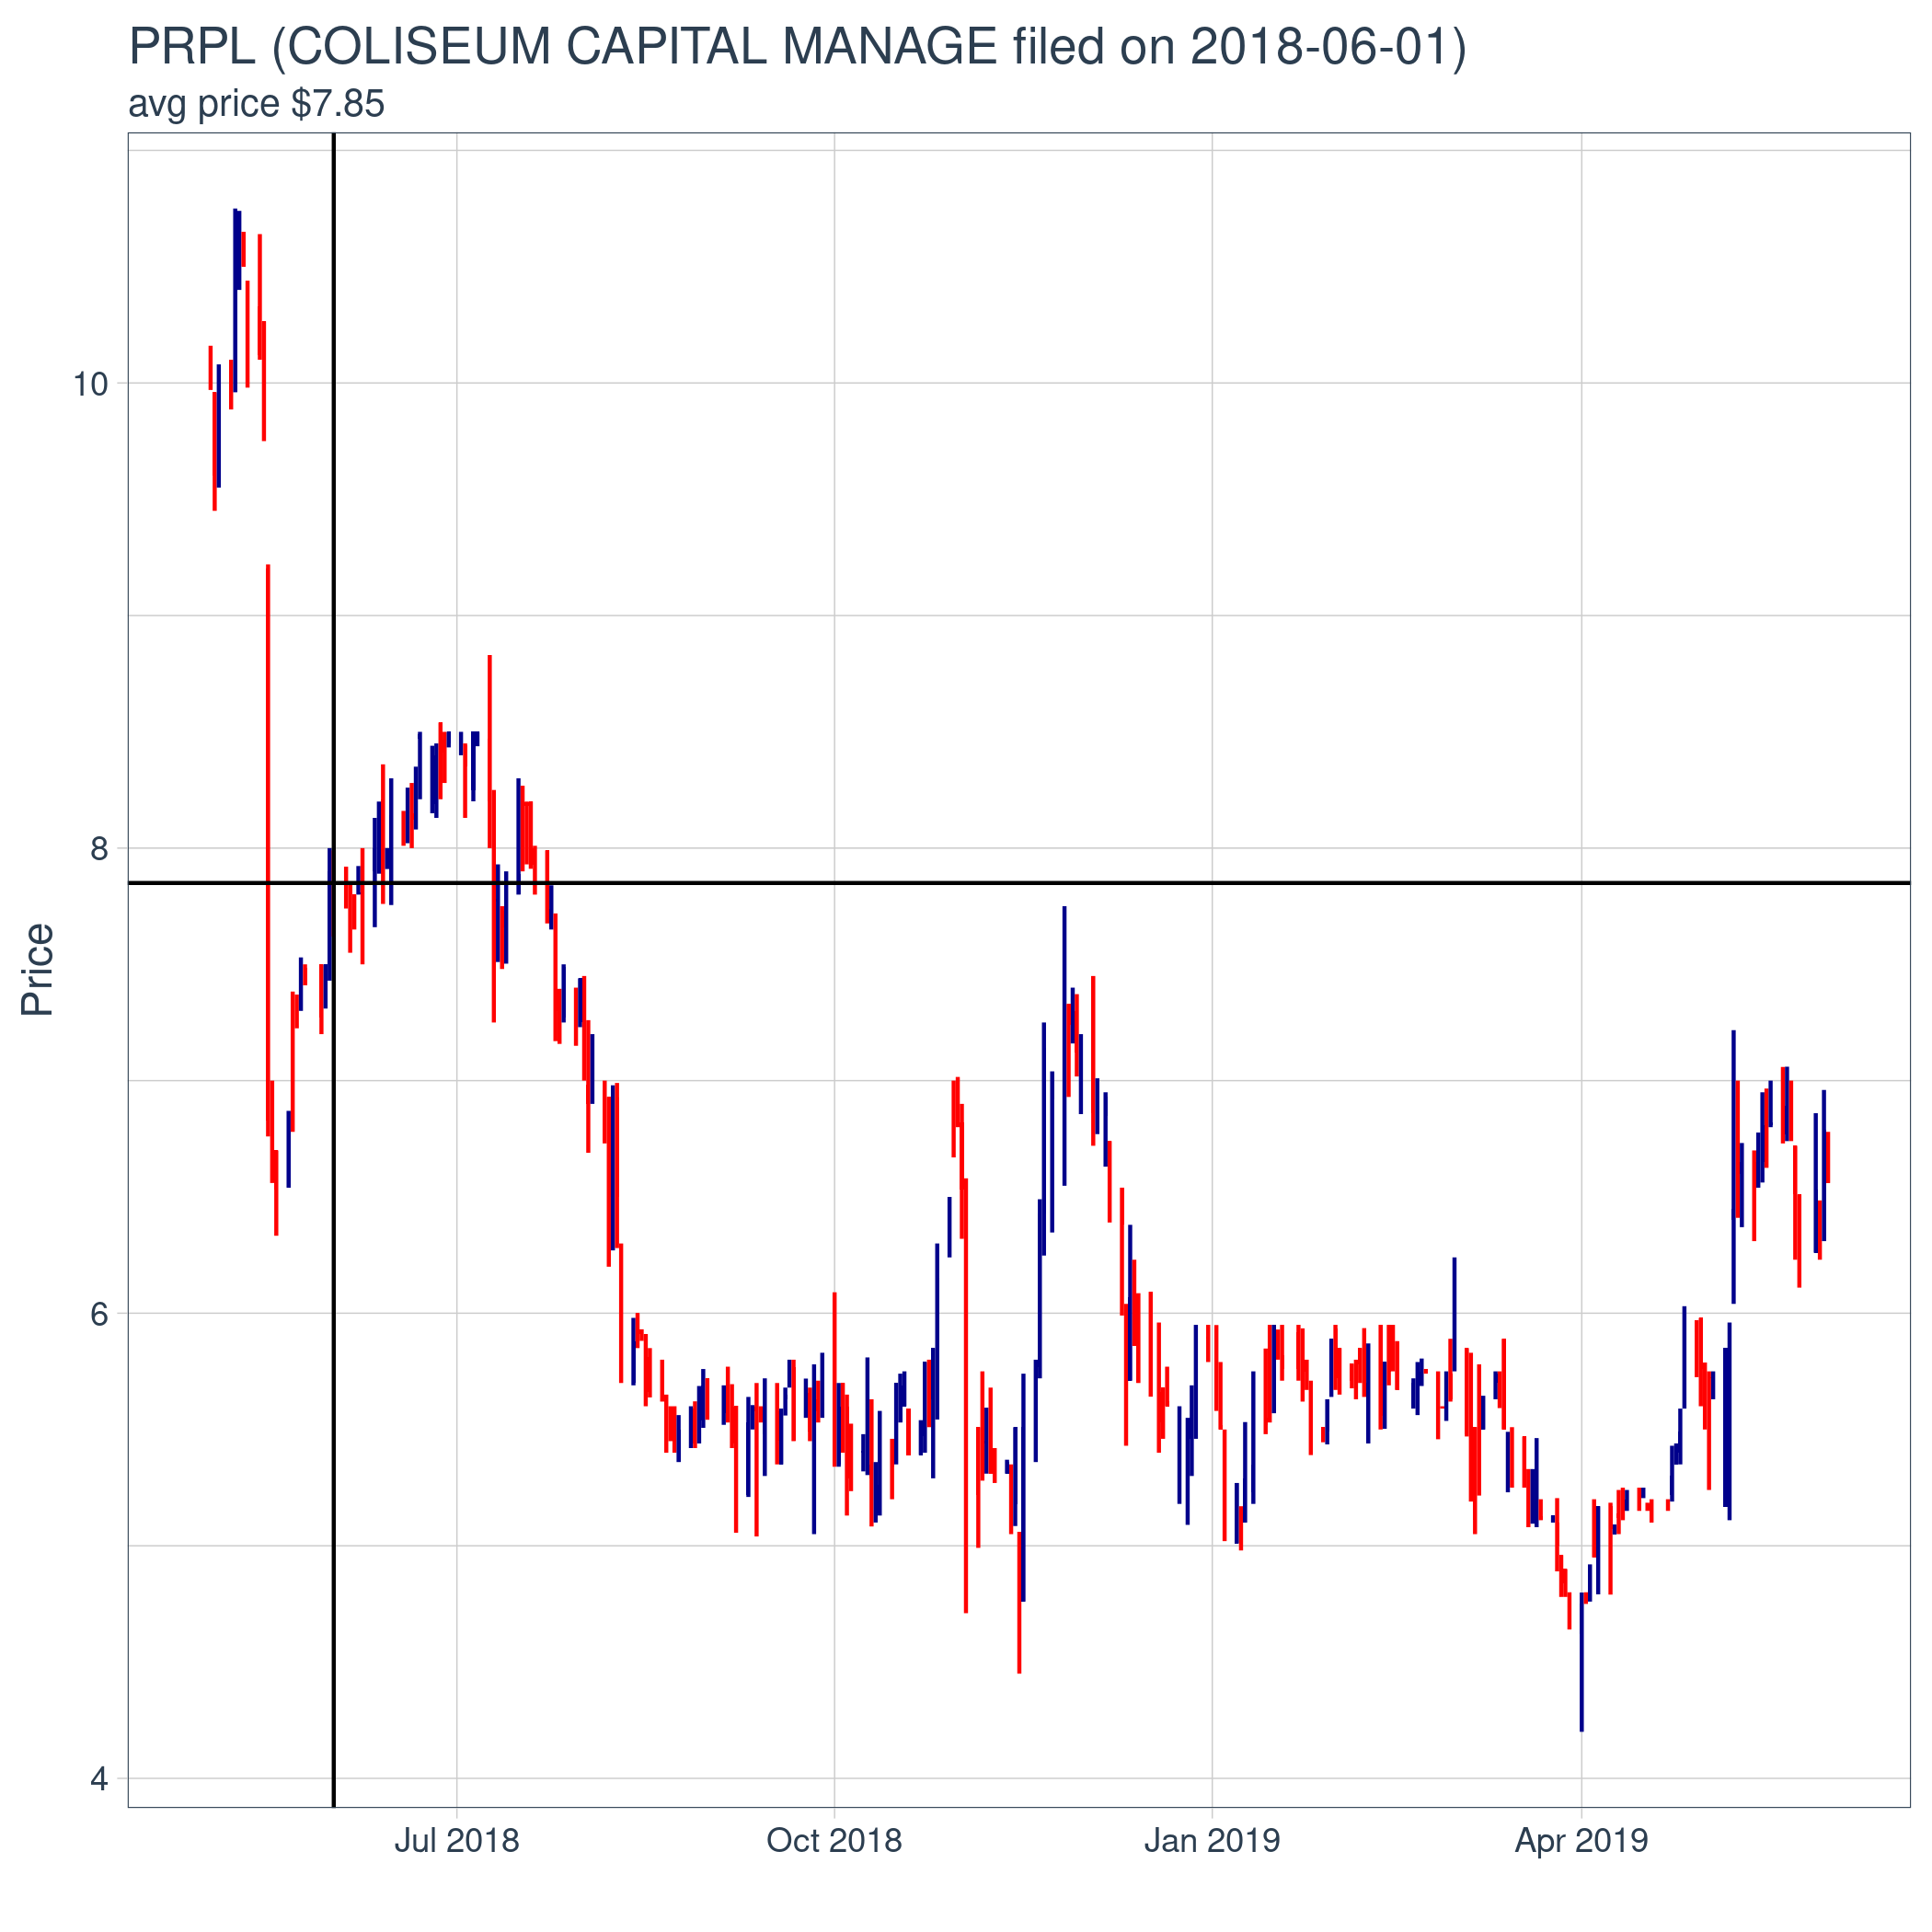 PRPL (COLISEUM CAPITAL MANAGE filed on 2018-06-01)
avg price $7.85
10
8
6
4
Price
Jul 2018
Oct 2018
Jan 2019
Apr 2019